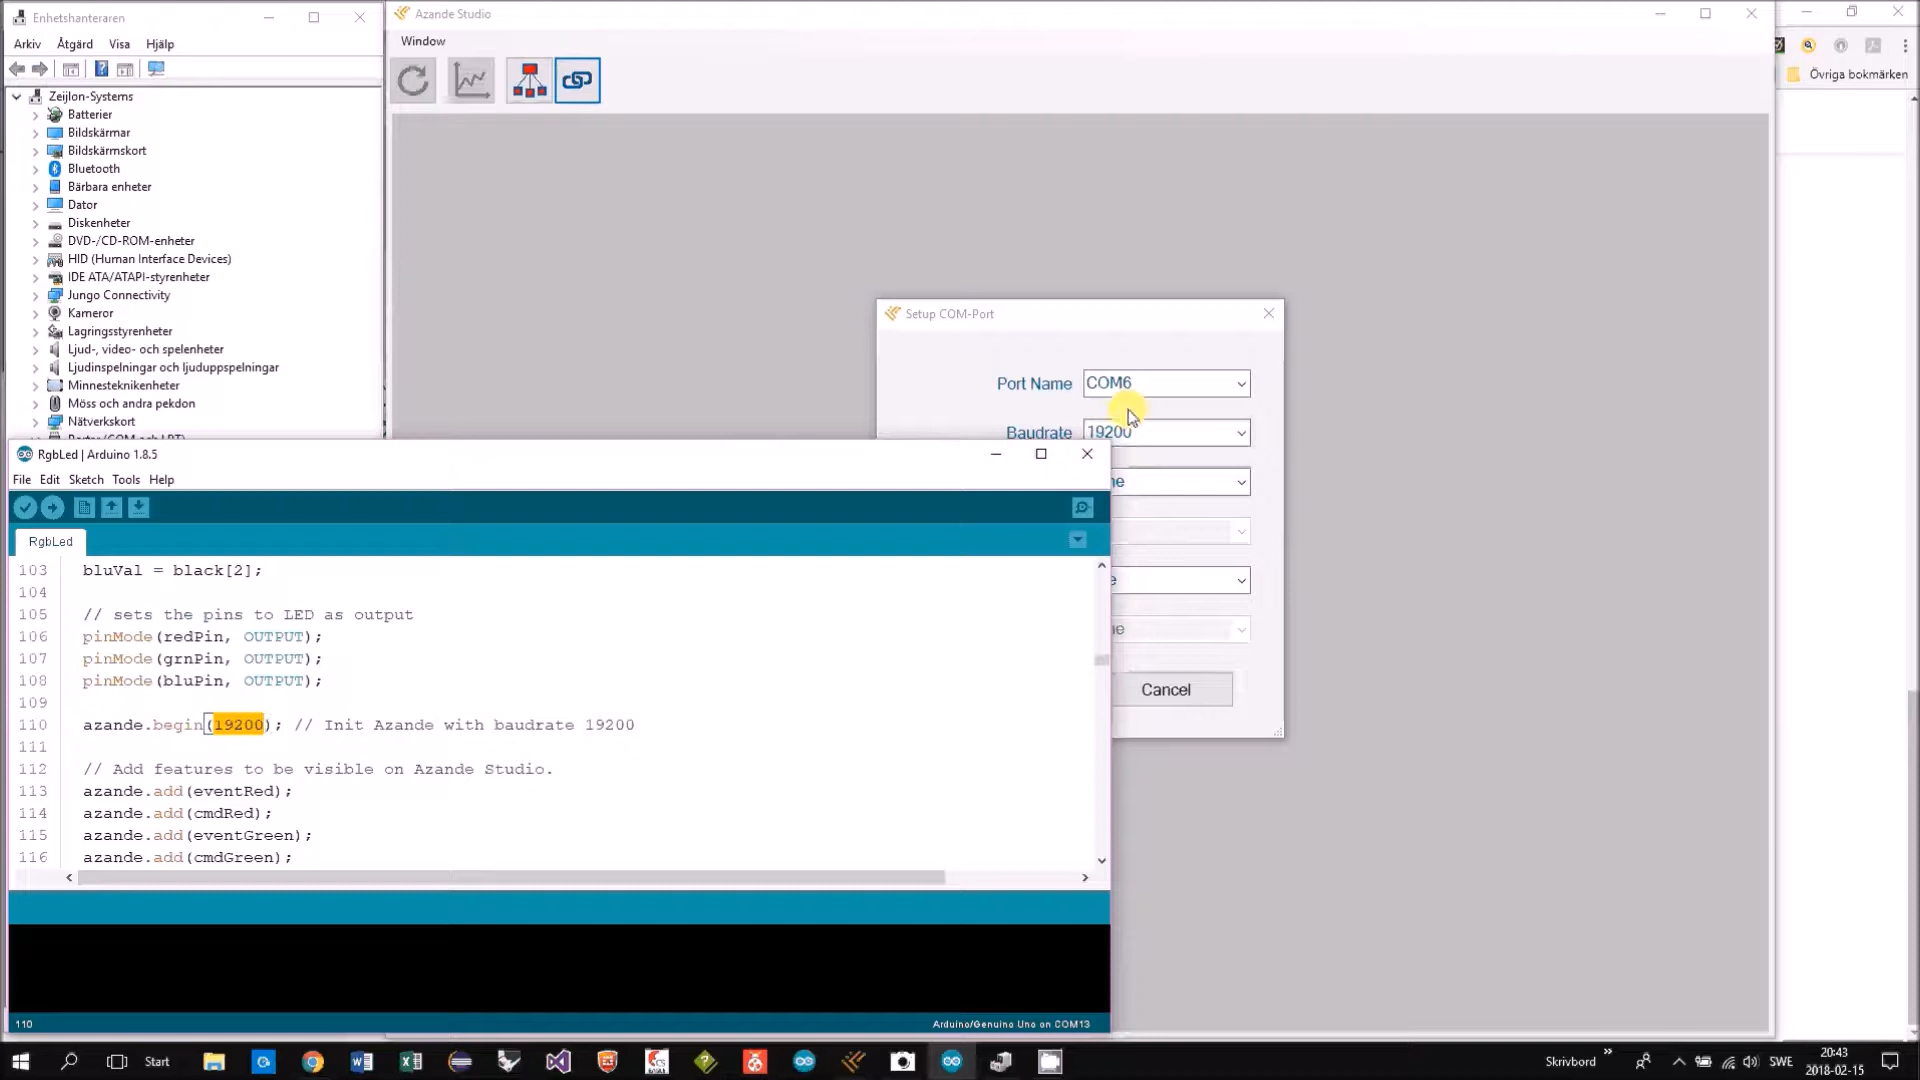 Enhetshanteraren
Arkiv Åtgärd Visa Hjälp
Zeijlon-Systems
Batterier
Bildskärmar
Bildskärmskort
Bluetooth
Bärbara enheter
Dator
Diskenheter
DVD-/CD-ROM-enheter
HID (Human Interface Devices)
IDE ATA/ATAPI-styrenheter
Jungo Connectivity
Kameror
Lagringsstyrenheter
Ljud-, video- och spelenheter
Ljudinspelningar och ljuduppspelningar
Minnesteknikenheter
Möss och andra pekdon
Nätverkskort
Azande Studio
Window
Övriga bokmärken
Setup COM-Port
Port Name COM6
Baudrate 19200
Cancel
RgbLed | Arduino 1.8.5
File Edit Sketch Tools Help
RgbLed
103 bluVal = black[2];
104
105 // sets the pins to LED as output
106 pinMode(redPin, OUTPUT);
107 pinMode(grnPin, OUTPUT);
108 pinMode(bluPin, OUTPUT);
109
110 azande.begin(19200); // Init Azande with baudrate 19200
111
112 // Add features to be visible on Azande Studio.
113 azande.add(eventRed);
114 azande.add(cmdRed);
115 azande.add(eventGreen);
116 azande.add(cmdGreen);
110 Arduino/Genuino Uno on COM13
Start Skrivbord SWE 20:43
2018-02-15